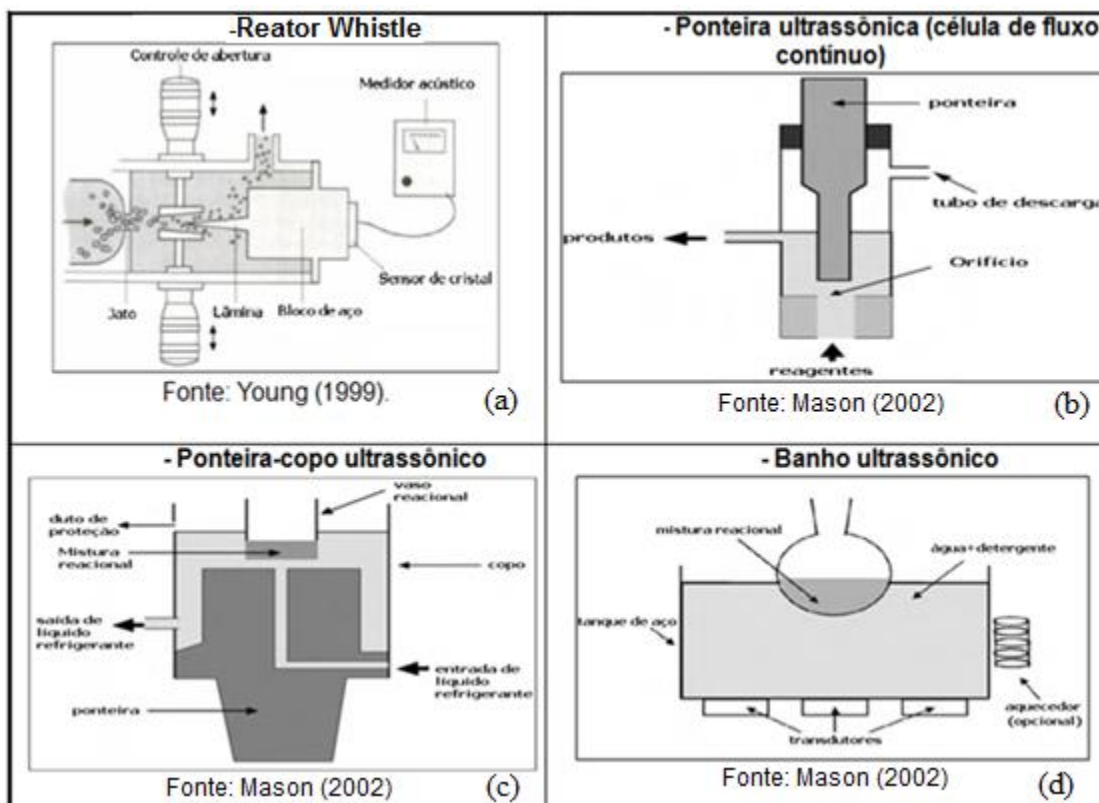 -Reator Whistle
Controle de abertura
Medidor acústico
Sensor de cristal
Jato
Lâmina
Bloco de aço
Fonte: Young (1999).
(a)
- Ponteira ultrassônica (célula de fluxo
contínuo)
ponteira
tubo de descarga
produtos
Orifício
reagentes
Fonte: Mason (2002)
(b)
- Ponteira-copo ultrassônico
vaso
reacional
duto de
proteção
Mistura
reacional
copo
saída de
líquido
refrigerante
entrada de
líquido
refrigerante
ponteira
Fonte: Mason (2002)
(c)
- Banho ultrassônico
mistura reacional
água+detergente
tanque de aço
aquecedor
(opcional)
transdutores
Fonte: Mason (2002)
(d)